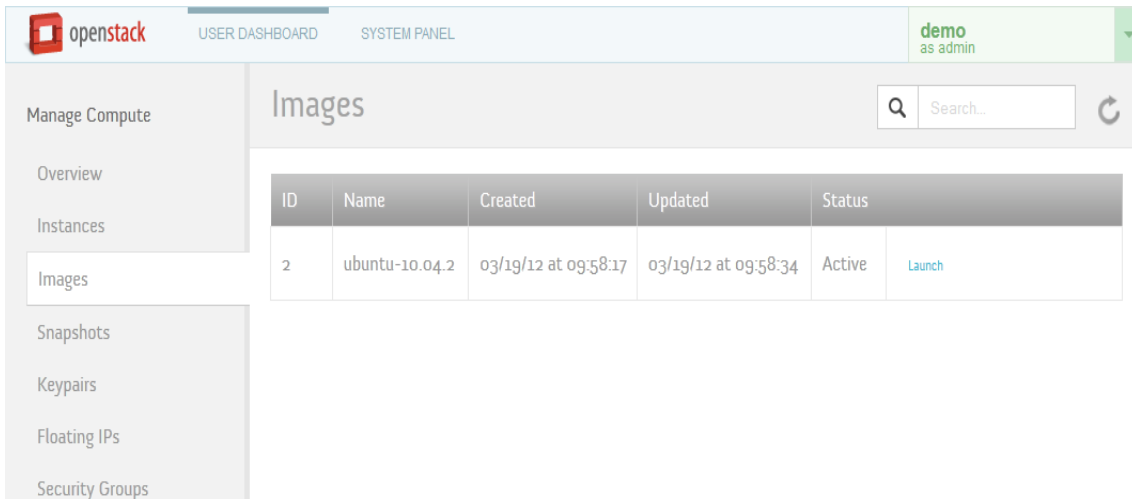 openstack
USER DASHBOARD SYSTEM PANEL
demo
as admin
Manage Compute
Overview
Instances
Images
Snapshots
Keypairs
Floating IPs
Security Groups
Images
Search...
ID Name Created Updated Status
2 ubuntu-10.04.2 03/19/12 at 09:58:17 03/19/12 at 09:58:34 Active Launch